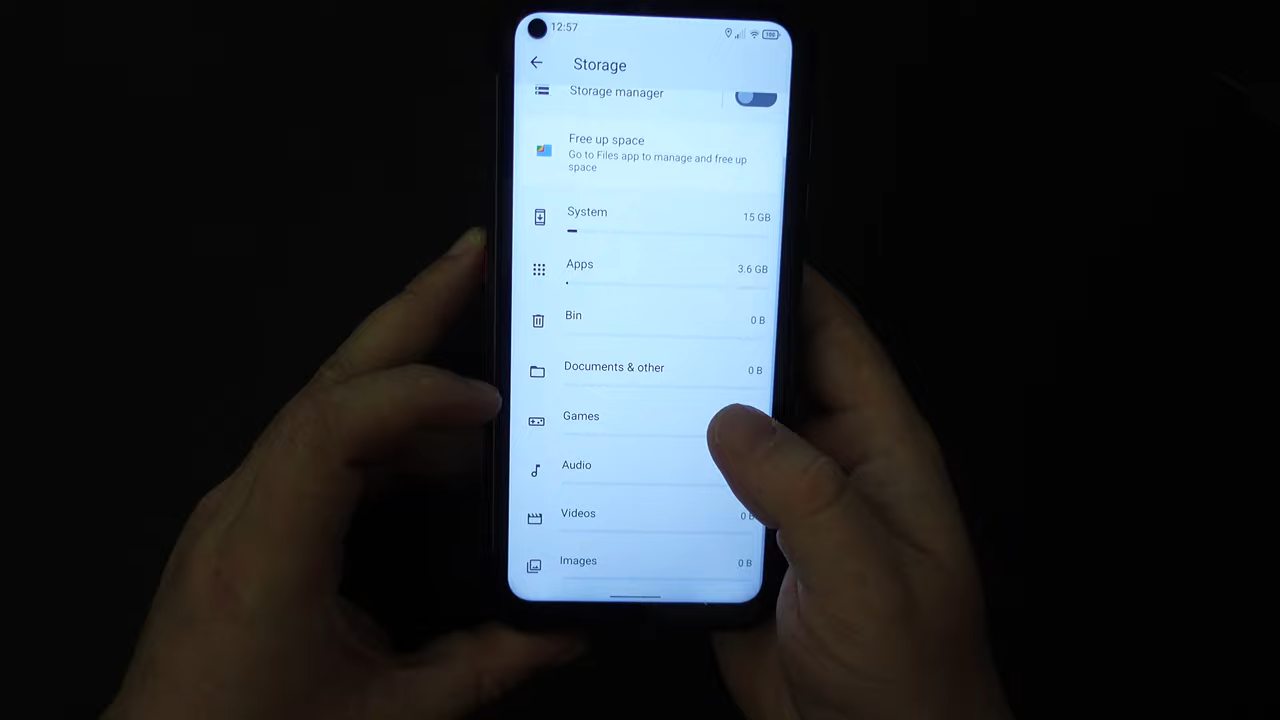 12:57
100
Storage
Storage manager
Free up space
Go to Files app to manage and free up
space
System
15 GB
Apps
3.6 GB
Bin
0 B
Documents & other
0 B
Games
Audio
Videos
0 B
Images
0 B